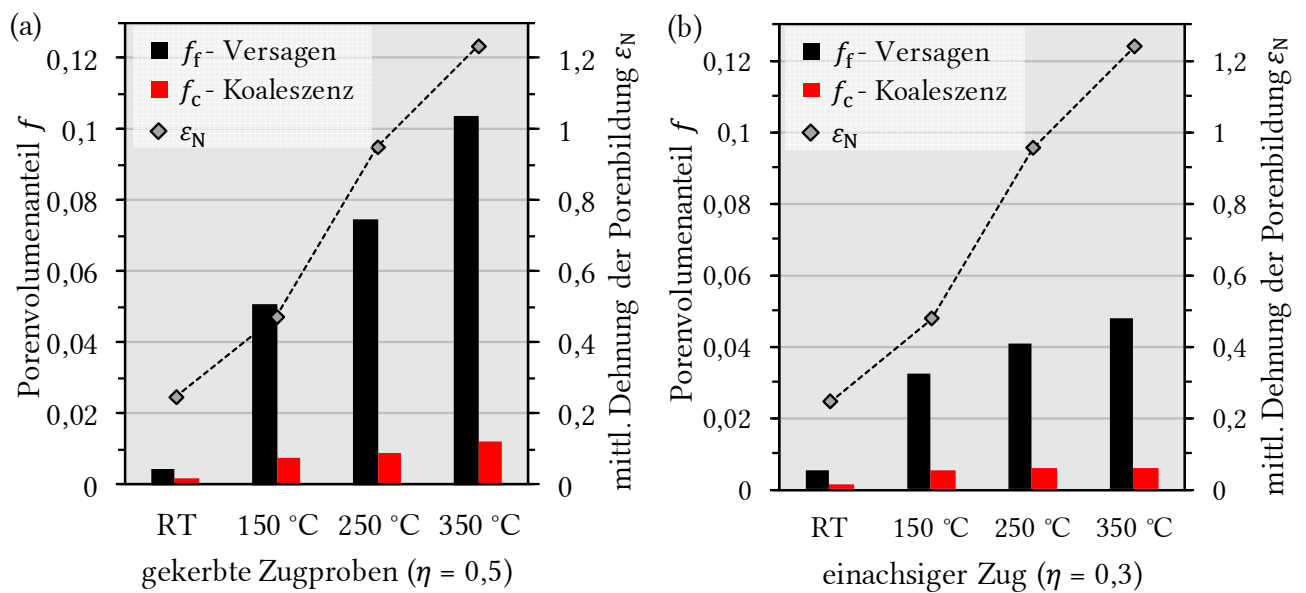 (a)
Porenvolumenanteil f
0,12
0,1
0,08
0,06
0,04
0,02
0
f_f - Versagen
f_c - Koaleszenz
ε_N
1,2
1
0,8
0,6
0,4
0,2
0
mittl. Dehnung der Porenbildung ε_N
RT 150 °C 250 °C 350 °C
gekerbte Zugproben (η = 0,5)
(b)
Porenvolumenanteil f
0,12
0,1
0,08
0,06
0,04
0,02
0
f_f - Versagen
f_c - Koaleszenz
ε_N
1,2
1
0,8
0,6
0,4
0,2
0
mittl. Dehnung der Porenbildung ε_N
RT 150 °C 250 °C 350 °C
einachsiger Zug (η = 0,3)